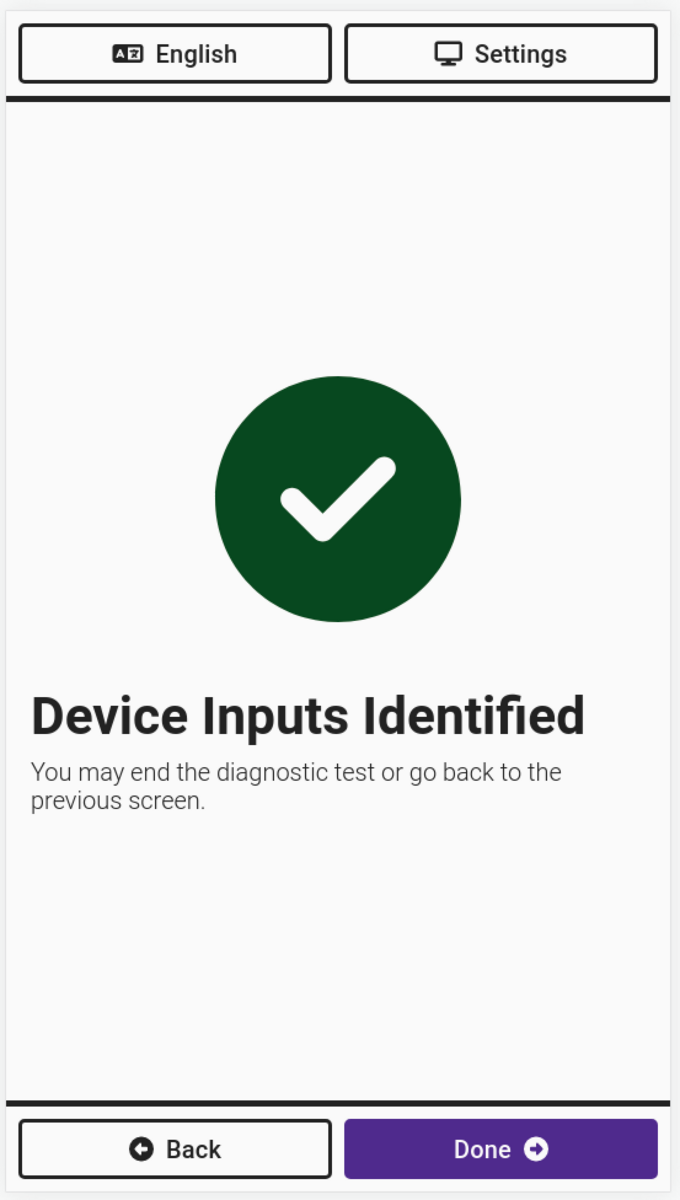 English
Settings
Device Inputs Identified
You may end the diagnostic test or go back to the
previous screen.
Back
Done